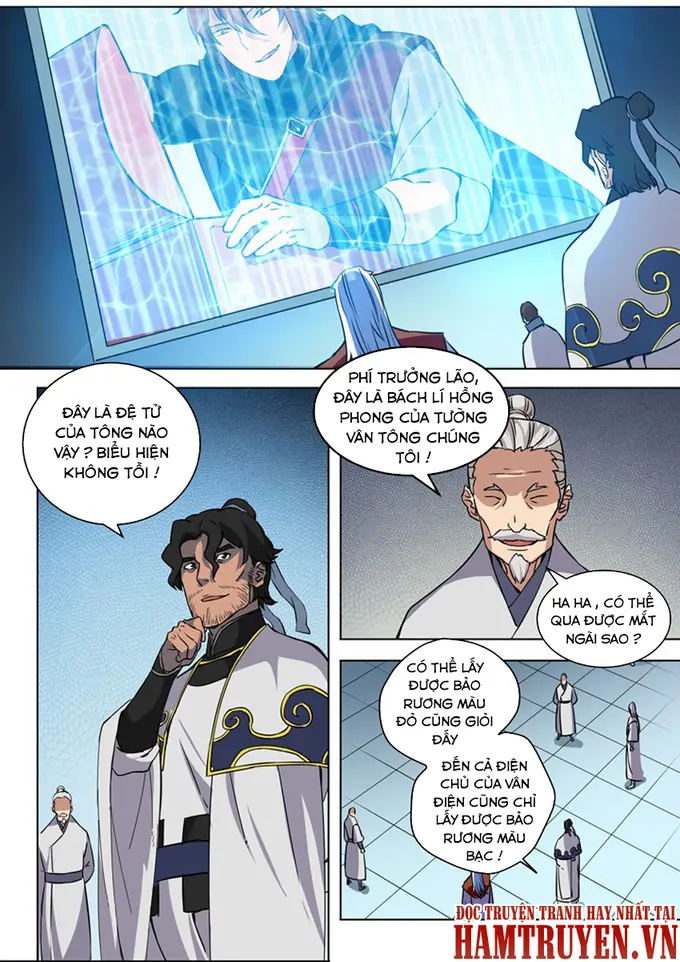 ĐÂY LÀ ĐỆ TỬ
CỦA TÔNG NÀO
VẬY ? BIỂU HIỆN
KHÔNG TỒI !
PHÍ TRƯỞNG LÃO,
ĐÂY LÀ BÁCH LÍ HỒNG
PHONG CỦA TƯỜNG
VÂN TÔNG CHÚNG
TÔI !
HA HA , CÓ THỂ
QUA ĐƯỢC MẮT
NGÀI SAO ?
CÓ THỂ LẤY
ĐƯỢC BẢO
RƯƠNG MÀU
ĐỎ CŨNG GIỎI
ĐẤY
ĐẾN CẢ ĐIỆN
CHỦ CỦA VÂN
ĐIỆN CŨNG CHỈ
LẤY ĐƯỢC BẢO
RƯƠNG MÀU
BẠC !
ĐỌC TRUYỆN TRANH HAY NHẤT TẠI
HAMTRUYEN.VN